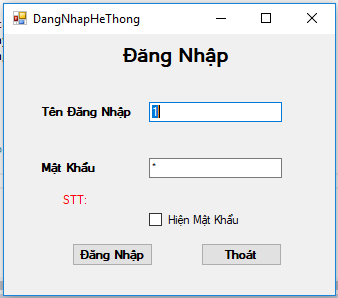 DangNhapHeThong
Đăng Nhập
Tên Đăng Nhập
1
Mật Khẩu
*
STT:
Hiện Mật Khẩu
Đăng Nhập
Thoát